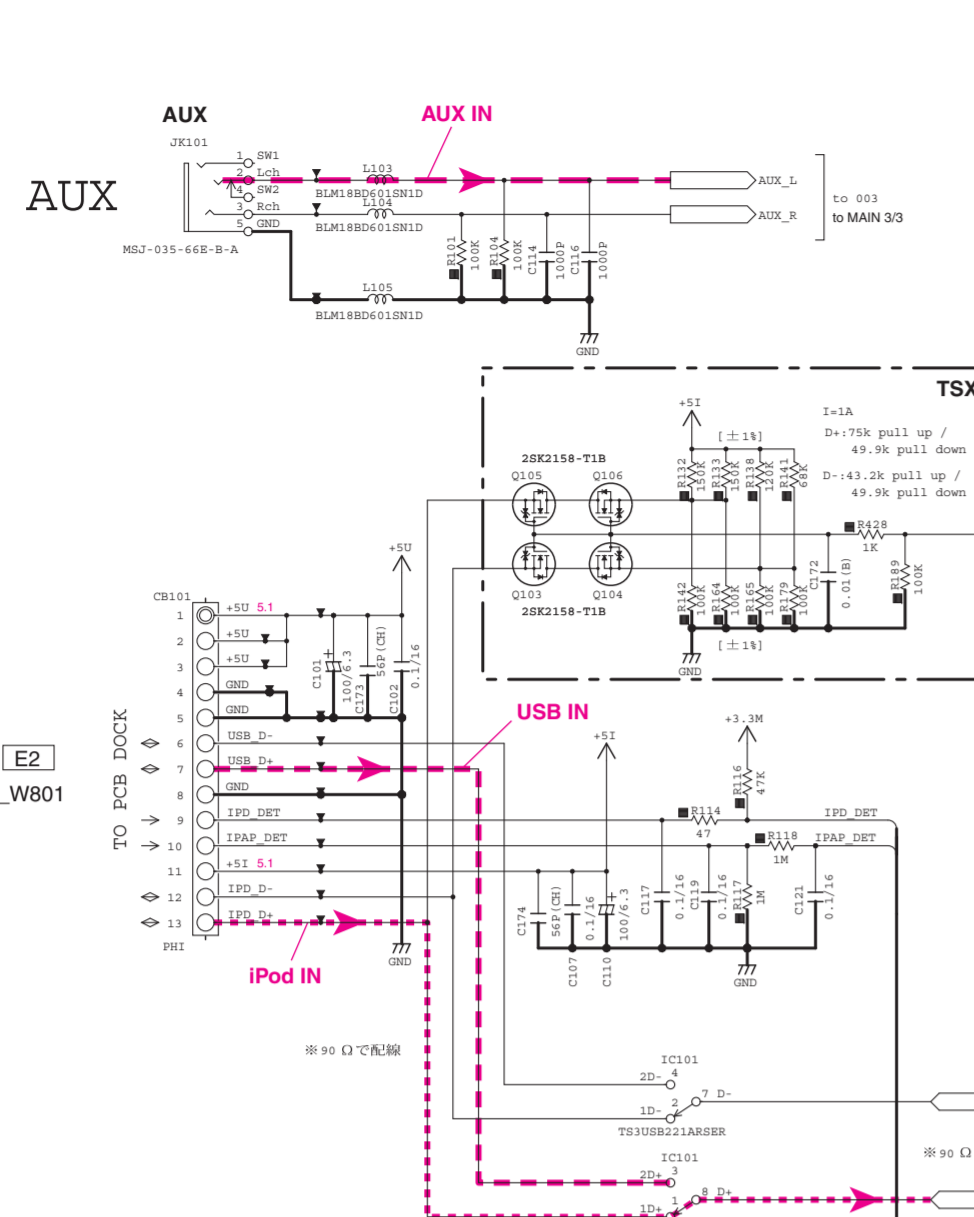 AUX
AUX IN
JK101
AUX
1 SW1
2 Lch
4 SW2
3 Rch
5 GND
MSJ-035-66E-B-A
L103
BLM18BD601SN1D
L104
BLM18BD601SN1D
L105
BLM18BD601SN1D
R101
100K
R104
100K
C114
1000P
C116
1000P
GND
AUX_L
AUX_R
to 003
to MAIN 3/3
TSX
+5I
I=1A
D+:75k pull up /
49.9k pull down
D-:43.2k pull up /
49.9k pull down
[±1%]
2SK2158-T1B
Q105
Q106
Q103
Q104
2SK2158-T1B
R132
150K
R133
150K
R138
120K
R141
68K
R142
100K
R164
100K
R165
100K
R179
100K
[±1%]
GND
R428
1K
C172
0.01(B)
R189
100K
+5U
CB101
1 +5U 5.1
2 +5U
3 +5U
4 GND
5 GND
6 USB_D-
7 USB_D+
8 GND
9 IPD_DET
10 IPAP_DET
11 +5I 5.1
12 IPD_D-
13 IPD_D+
PHI
C101
100/6.3
C173
56P(CH)
C102
0.1/16
GND
E2
_W801
TO PCB DOCK
USB IN
iPod IN
+5I
+3.3M
R116
47K
R114
47
IPD_DET
R118
1M
IPAP_DET
C174
56P(CH)
C107
0.1/16
C110
100/6.3
C117
0.1/16
C119
0.1/16
R117
1M
C121
0.1/16
GND
※90 Ωで配線
IC101
2D- 4
1D- 2
7 D-
TS3USB221ARSER
※90 Ω
IC101
2D+ 3
1D+ 1
8 D+